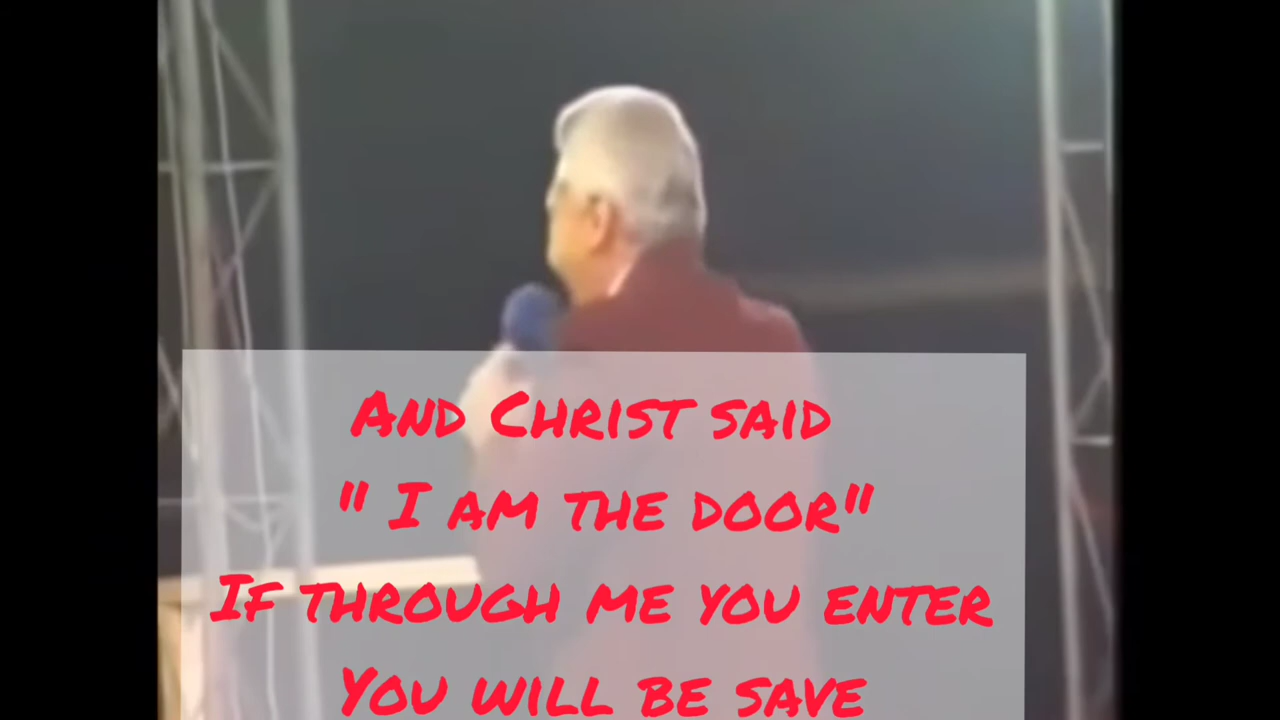 And Christ said
" I am the door"
If through me you enter
You will be save